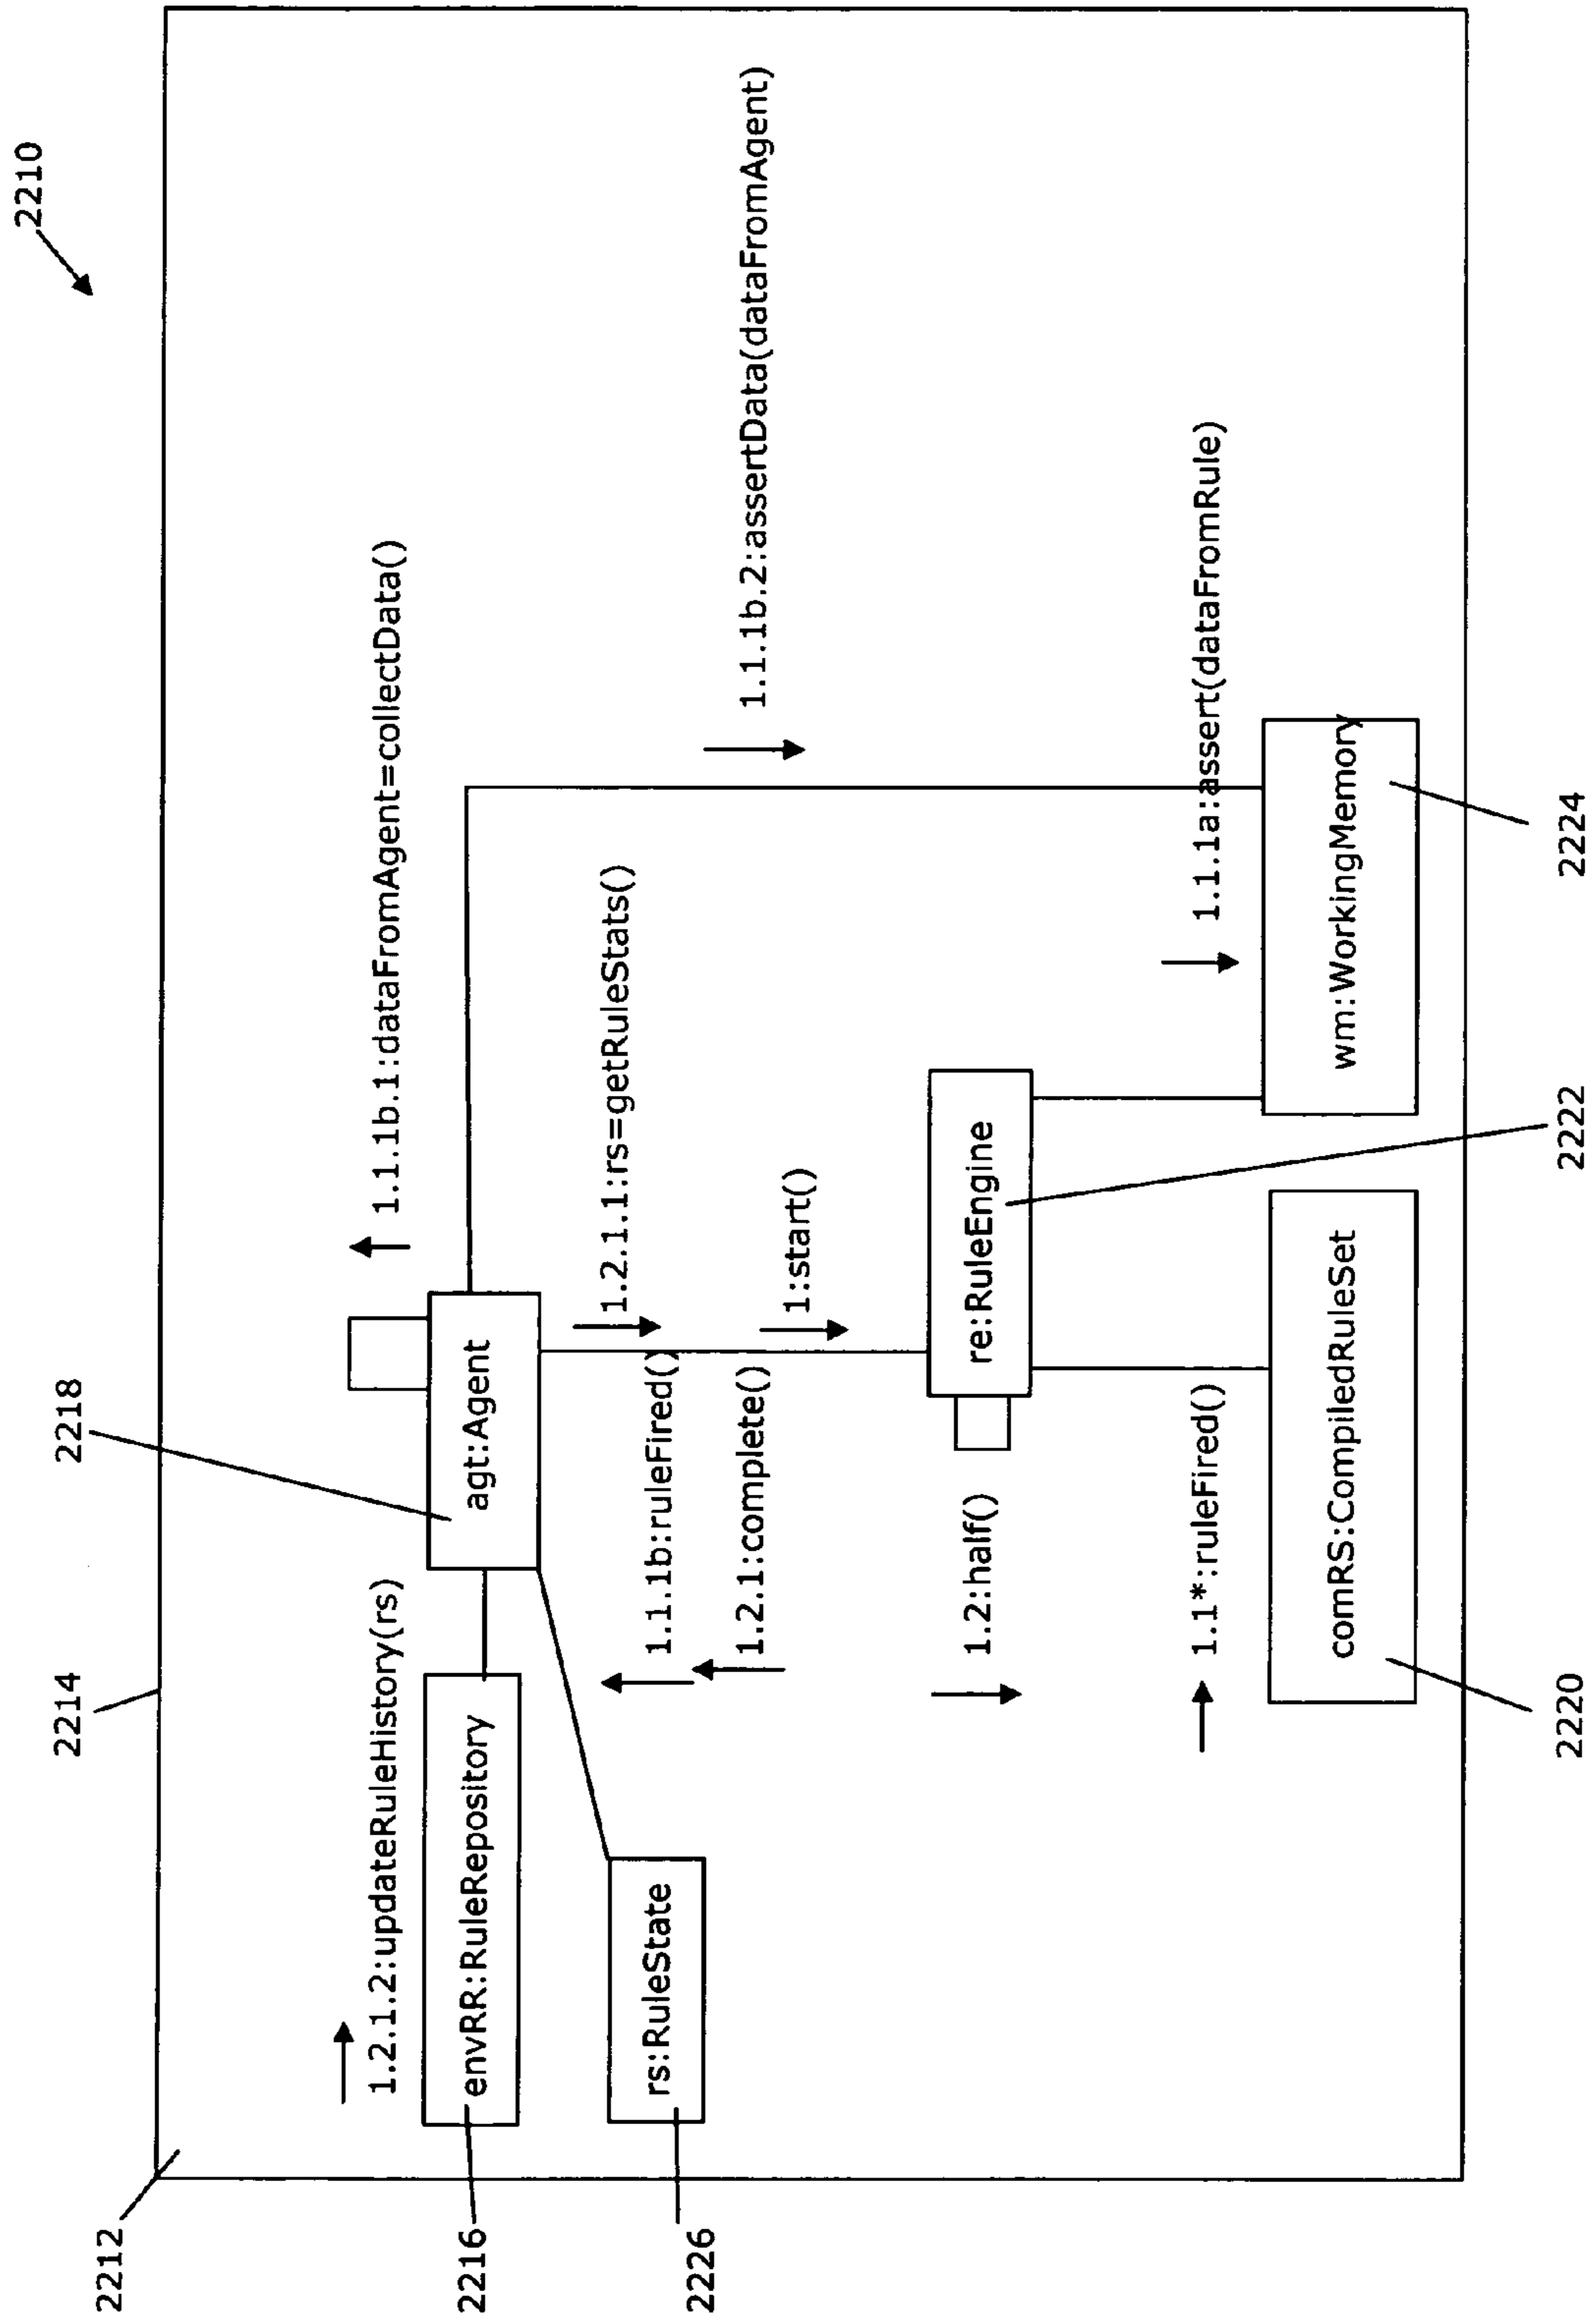 2210
2212
2214
2218
1.2.1.2:updateRuleHistory(rs)
1.1.1b.1:dataFromAgent=collectData()
2216
envRR:RuleRepository
agt:Agent
2226
rs:RuleState
1.1.1b:ruleFired()
1.2.1.1:rs=getRuleStats()
1.2.1:complete()
1:start()
1.1.1b.2:assertData(dataFromAgent)
1.2:half()
re:RuleEngine
1.1*:ruleFired()
1.1.1a:assert(dataFromRule)
comRS:CompiledRuleSet
wm:WorkingMemory
2220
2222
2224